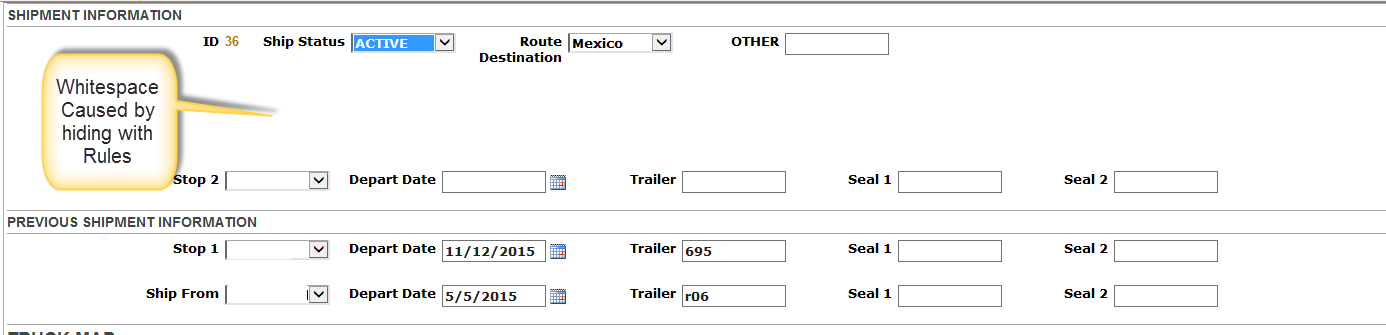 SHIPMENT INFORMATION
ID 36 Ship Status ACTIVE Route Destination Mexico OTHER
Whitespace
Caused by
hiding with
Rules
Stop 2 Depart Date Trailer Seal 1 Seal 2
PREVIOUS SHIPMENT INFORMATION
Stop 1 Depart Date 11/12/2015 Trailer 695 Seal 1 Seal 2
Ship From Depart Date 5/5/2015 Trailer r06 Seal 1 Seal 2
TRUCK MAP